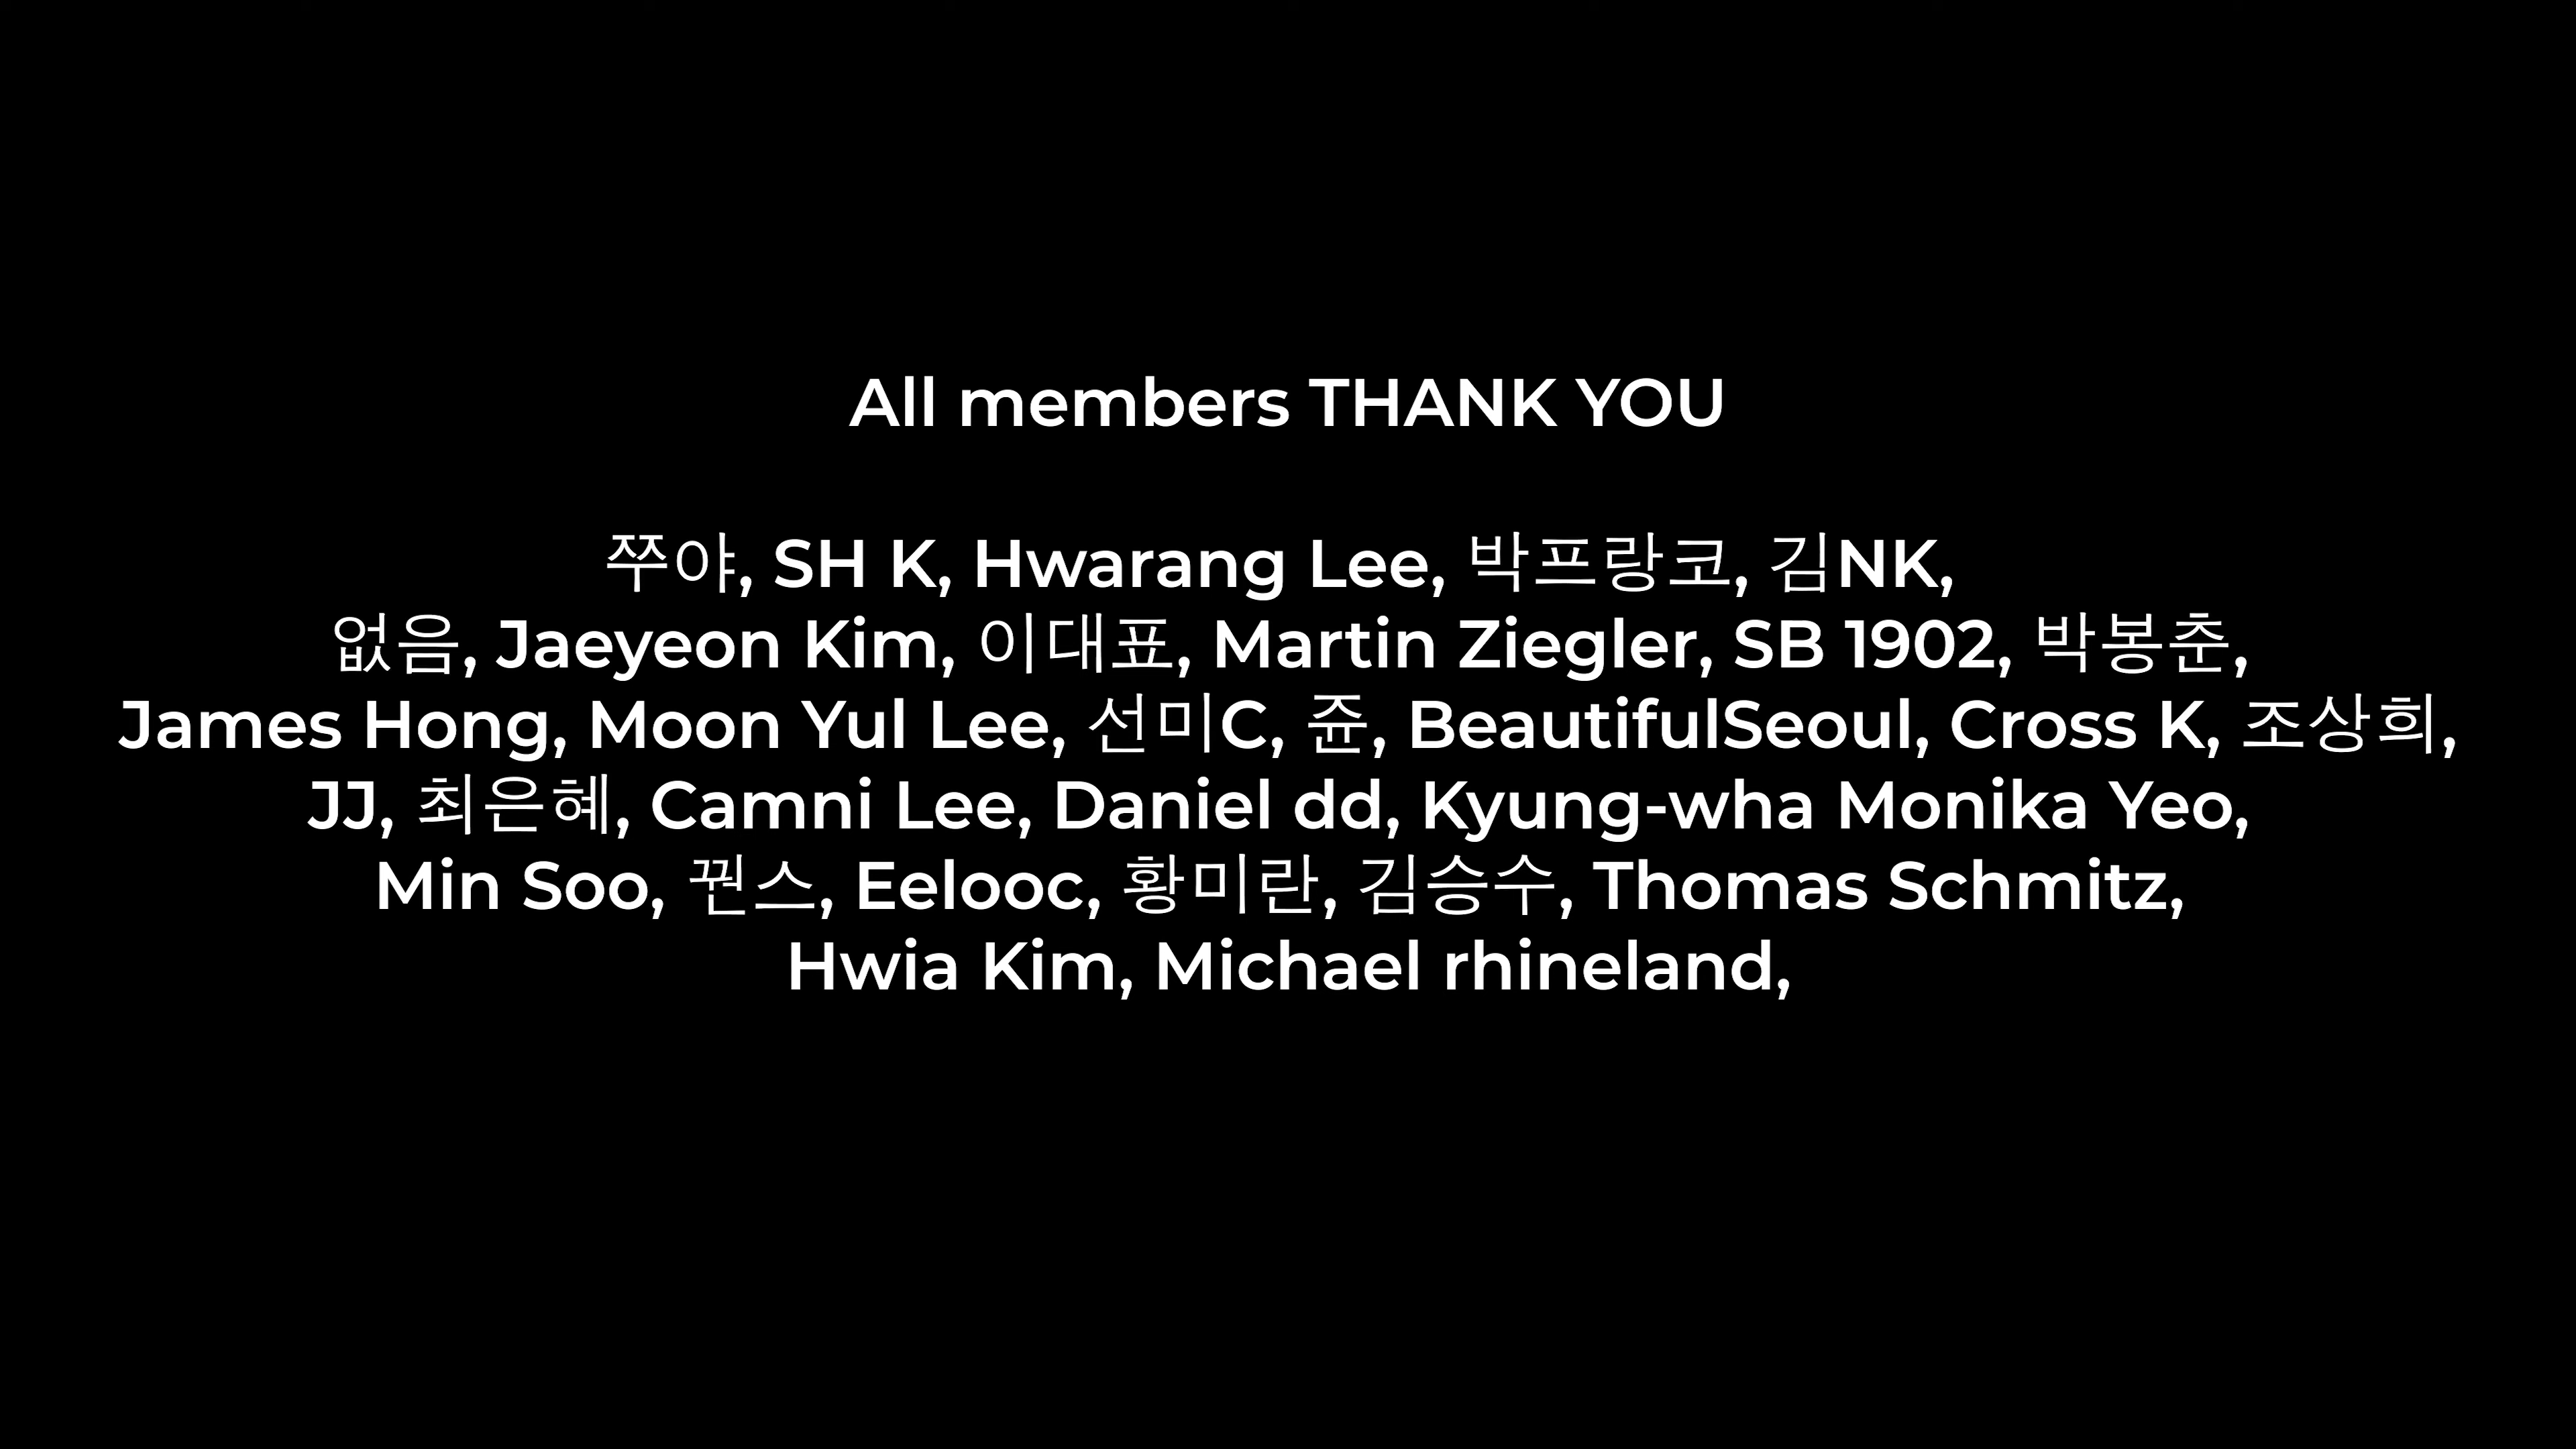 All members THANK YOU
쭈야, SH K, Hwarang Lee, 박프랑코, 김NK,
없음, Jaeyeon Kim, 이대표, Martin Ziegler, SB 1902, 박봉춘,
James Hong, Moon Yul Lee, 선미C, 쥰, BeautifulSeoul, Cross K, 조상희,
JJ, 최은혜, Camni Lee, Daniel dd, Kyung-wha Monika Yeo,
Min Soo, 꿘스, Eelooc, 황미란, 김승수, Thomas Schmitz,
Hwia Kim, Michael rhineland,